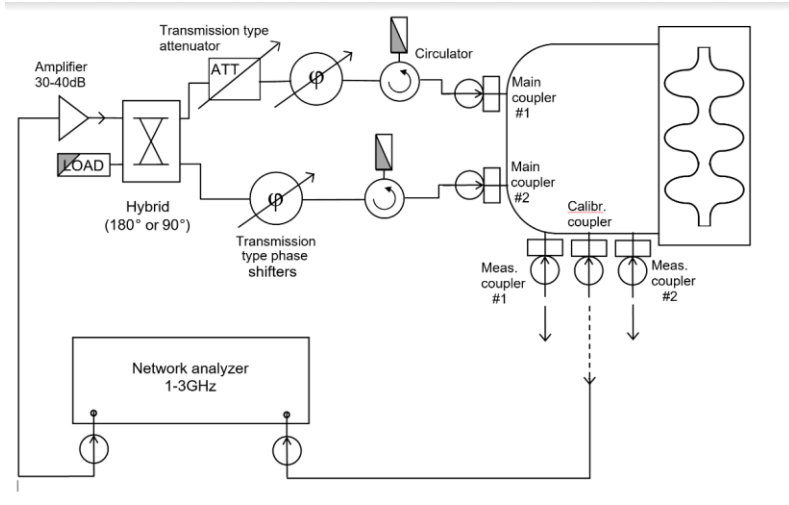 Transmission type
attenuator
Amplifier
30-40dB
ATT
φ
Circulator
Main
coupler
#1
LOAD
Hybrid
(180° or 90°)
φ
Transmission
type phase
shifters
Main
coupler
#2
Calibr.
coupler
Meas.
coupler
#1
Meas.
coupler
#2
Network analyzer
1-3GHz